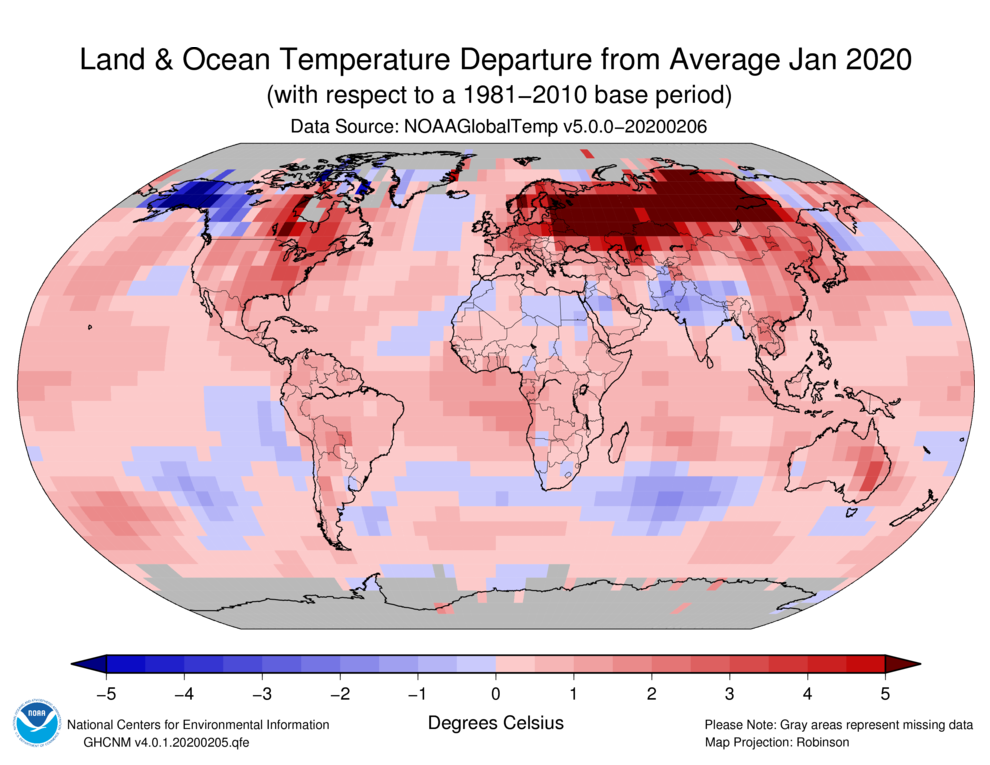 Land & Ocean Temperature Departure from Average Jan 2020
(with respect to a 1981−2010 base period)
Data Source: NOAAGlobalTemp v5.0.0−20200206
−5 −4 −3 −2 −1 0 1 2 3 4 5
Degrees Celsius
NOAA
National Centers for Environmental Information
GHCNM v4.0.1.20200205.qfe
Please Note: Gray areas represent missing data
Map Projection: Robinson